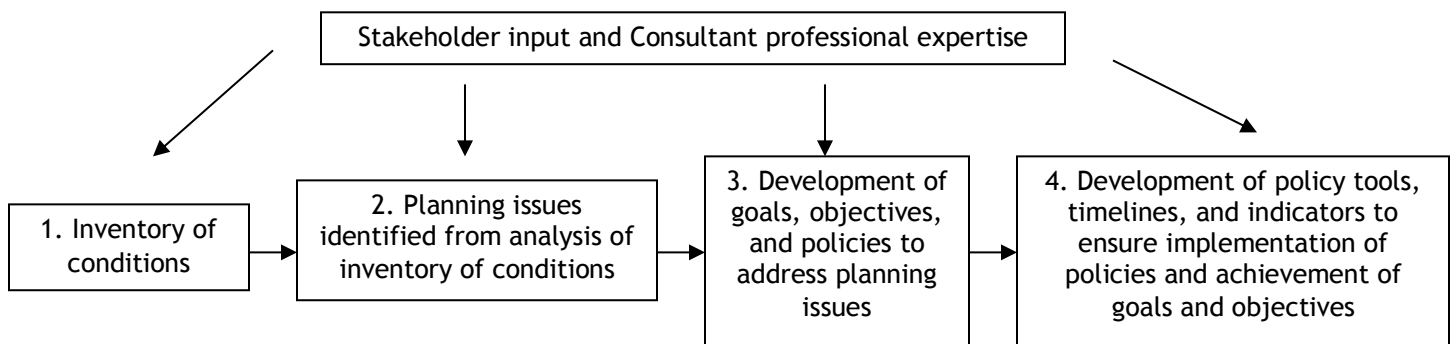 Stakeholder input and Consultant professional expertise
1. Inventory of
conditions
2. Planning issues
identified from analysis of
inventory of conditions
3. Development of
goals, objectives,
and policies to
address planning
issues
4. Development of policy tools,
timelines, and indicators to
ensure implementation of
policies and achievement of
goals and objectives